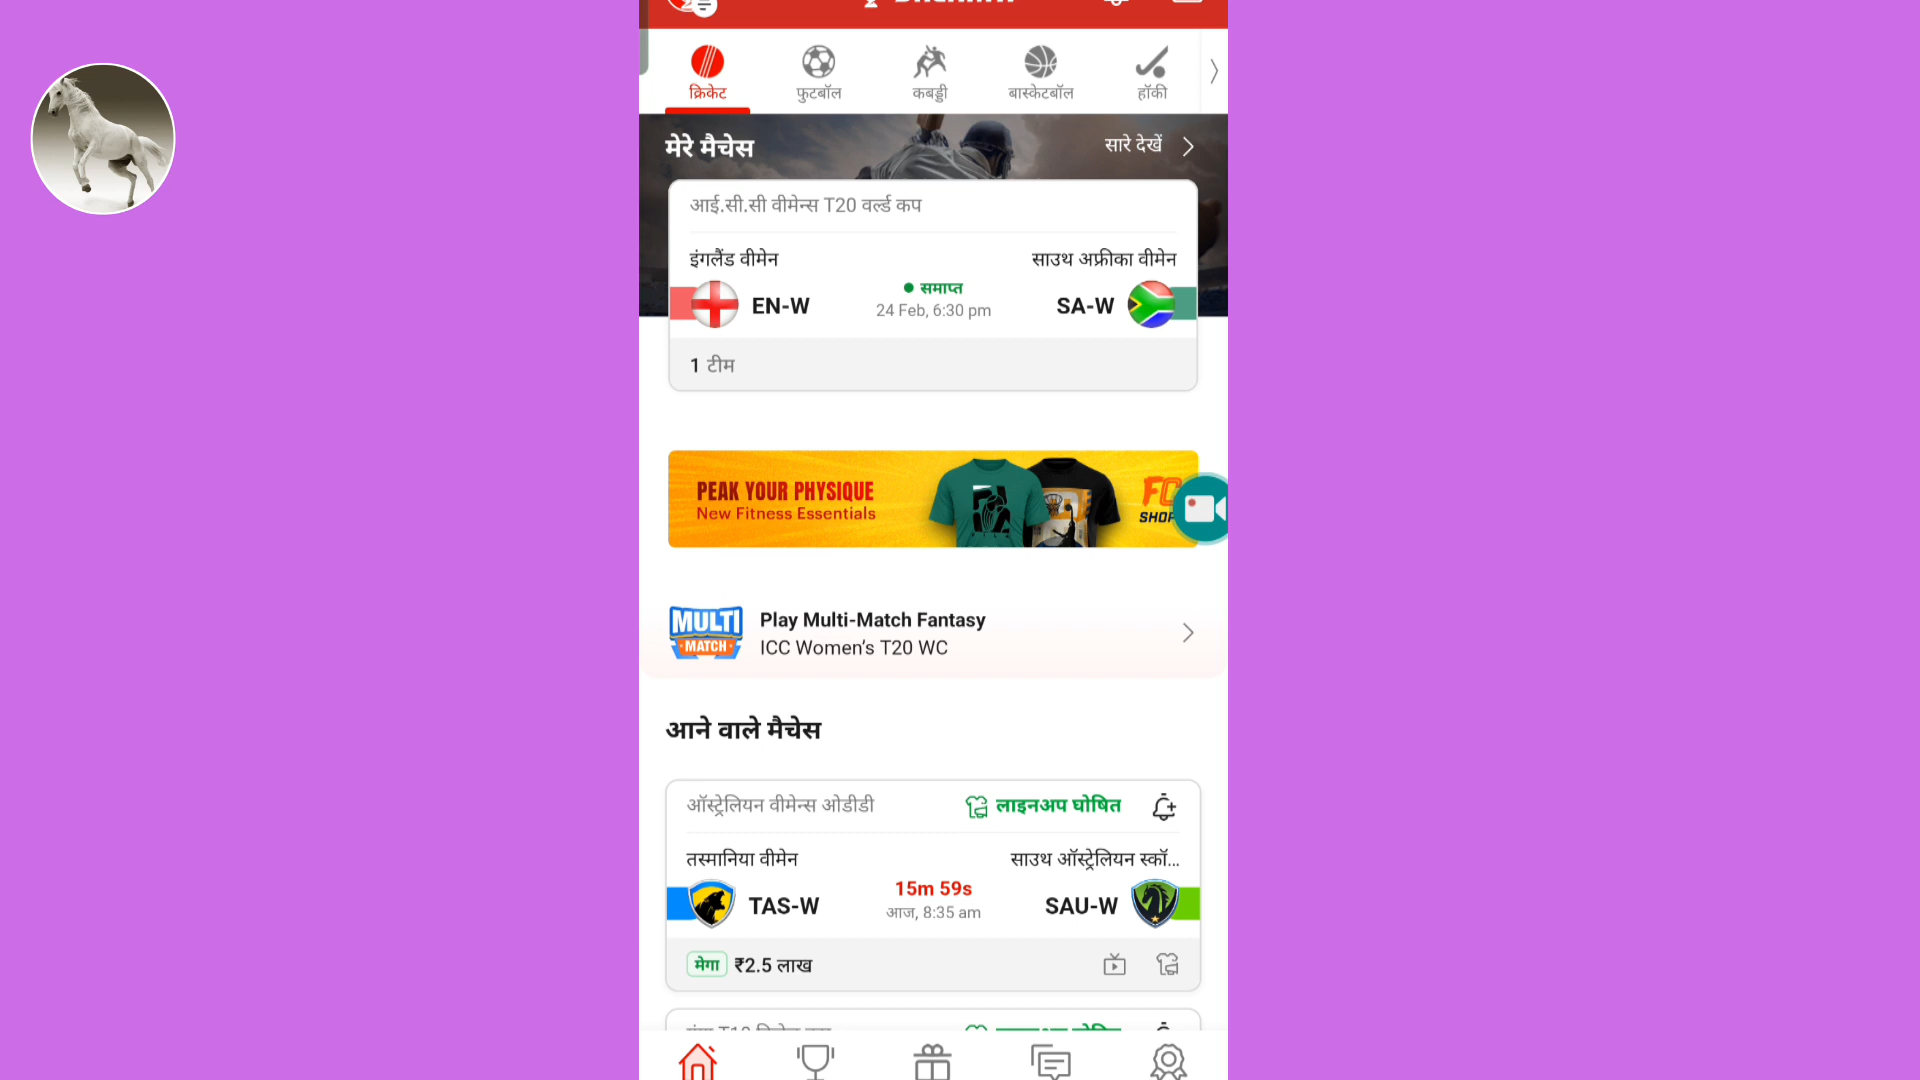 क्रिकेट
फुटबॉल
कबड्डी
बास्केटबॉल
हॉकी
मेरे मैचेस
सारे देखें
आई.सी.सी वीमेन्स T20 वर्ल्ड कप
इंगलैंड वीमेन
साउथ अफ्रीका वीमेन
EN-W
समाप्त
24 Feb, 6:30 pm
SA-W
1 टीम
PEAK YOUR PHYSIQUE
New Fitness Essentials
SHOP
MULTI
MATCH
Play Multi-Match Fantasy
ICC Women’s T20 WC
आने वाले मैचेस
ऑस्ट्रेलियन वीमेन्स ओडीडी
लाइनअप घोषित
तस्मानिया वीमेन
साउथ ऑस्ट्रेलियन स्कॉ...
TAS-W
15m 59s
आज, 8:35 am
SAU-W
मेगा ₹2.5 लाख